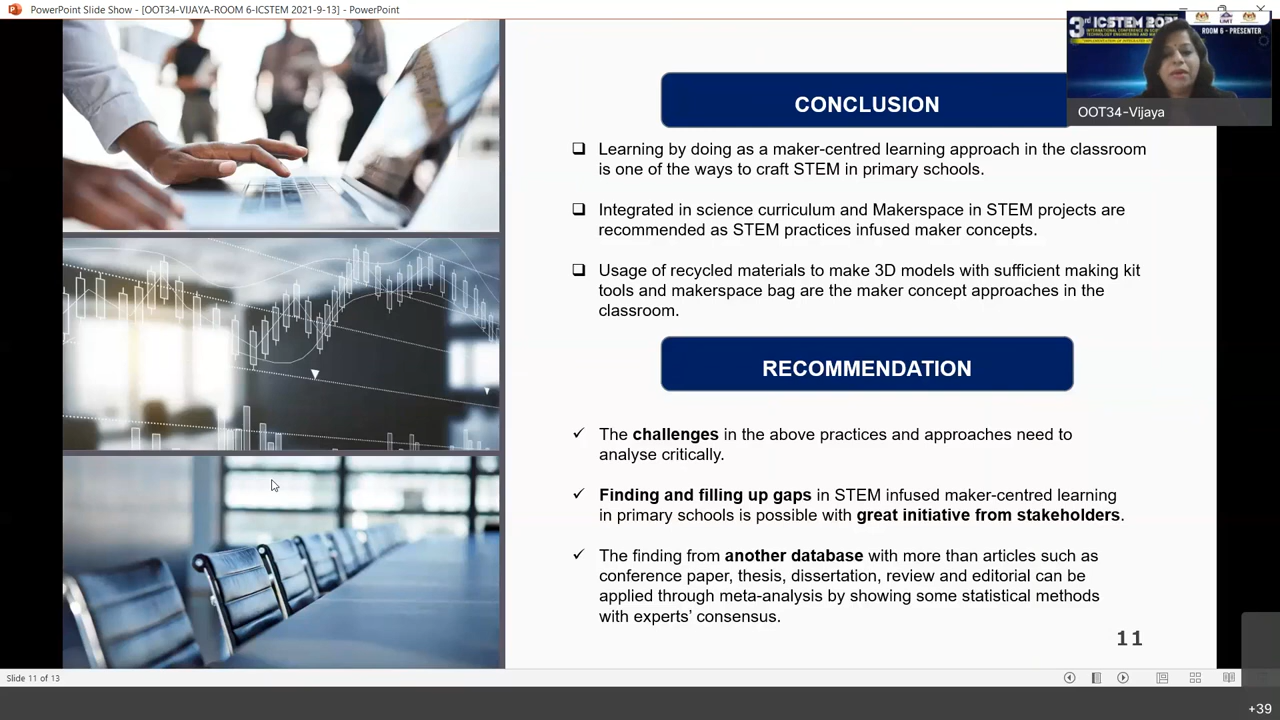 PowerPoint Slide Show - [OOT34-VIJAYA-ROOM 6-ICSTEM 2021-9-13] - PowerPoint
3rd ICSTEM 2021
ROOM 6 - PRESENTER
OOT34-Vijaya
CONCLUSION
❑ Learning by doing as a maker-centred learning approach in the classroom
is one of the ways to craft STEM in primary schools.
❑ Integrated in science curriculum and Makerspace in STEM projects are
recommended as STEM practices infused maker concepts.
❑ Usage of recycled materials to make 3D models with sufficient making kit
tools and makerspace bag are the maker concept approaches in the
classroom.
RECOMMENDATION
✓ The challenges in the above practices and approaches need to
analyse critically.
✓ Finding and filling up gaps in STEM infused maker-centred learning
in primary schools is possible with great initiative from stakeholders.
✓ The finding from another database with more than articles such as
conference paper, thesis, dissertation, review and editorial can be
applied through meta-analysis by showing some statistical methods
with experts’ consensus.
11
Slide 11 of 13
+39